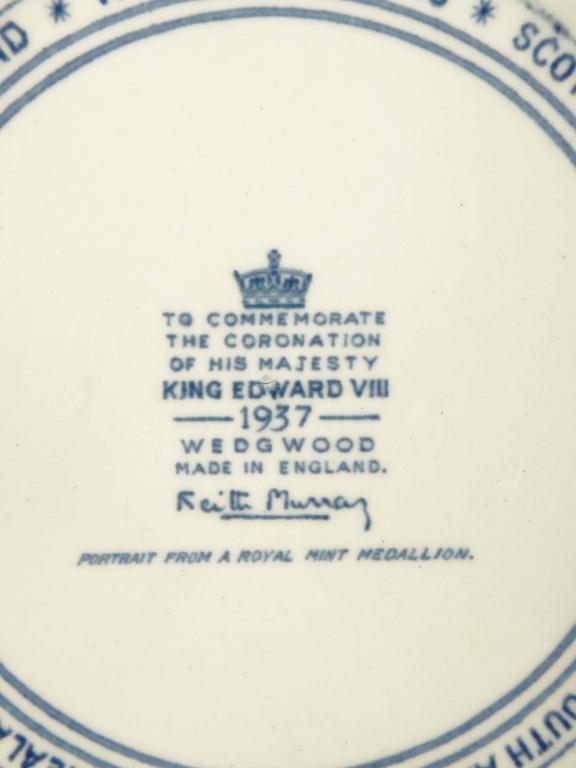 SCO
TO COMMEMORATE
THE CORONATION
OF HIS MAJESTY
KING EDWARD VIII
1937
WEDGWOOD
MADE IN ENGLAND.
Keith Murray
PORTRAIT FROM A ROYAL MINT MEDALLION.